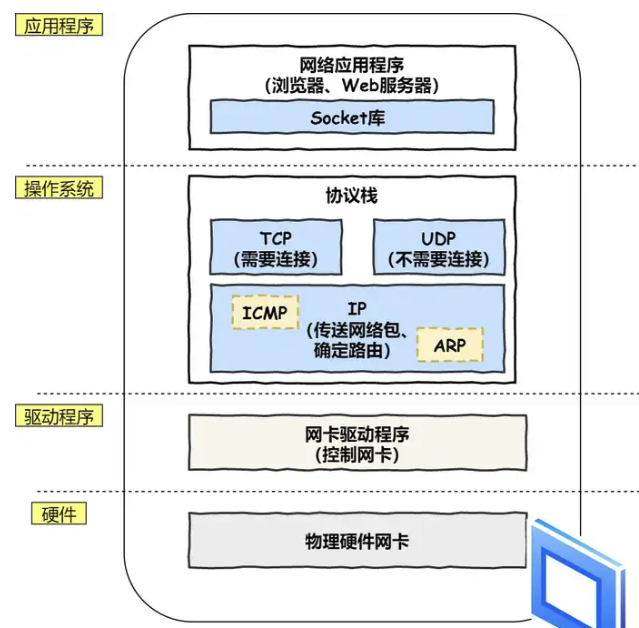 应用程序
网络应用程序
(浏览器、Web服务器)
Socket库
操作系统
协议栈
TCP
(需要连接)
UDP
(不需要连接)
ICMP
IP
(传送网络包、
确定路由)
ARP
驱动程序
网卡驱动程序
(控制网卡)
硬件
物理硬件网卡